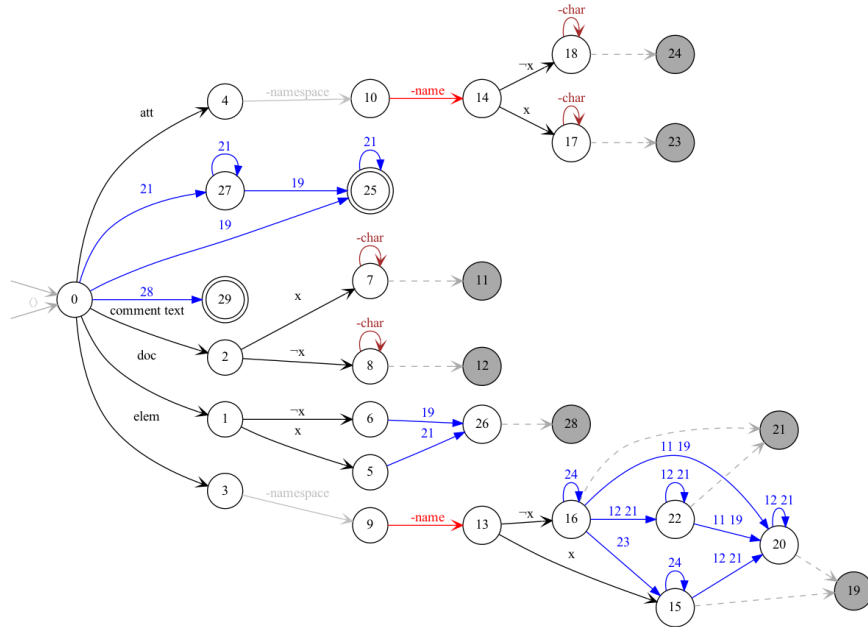 -char
18
24
¬x
att
4
-namespace
10
-name
14
x
-char
17
23
21
27
19
21
25
21
19
-char
7
11
x
⟨⟩
0
28
29
comment text
2
¬x
-char
8
12
doc
1
¬x
6
19
26
28
x
5
21
elem
3
-namespace
9
-name
13
¬x
24
16
12 21
12 21
22
11 19
11 19
21
12 21
20
23
x
24
15
12 21
19